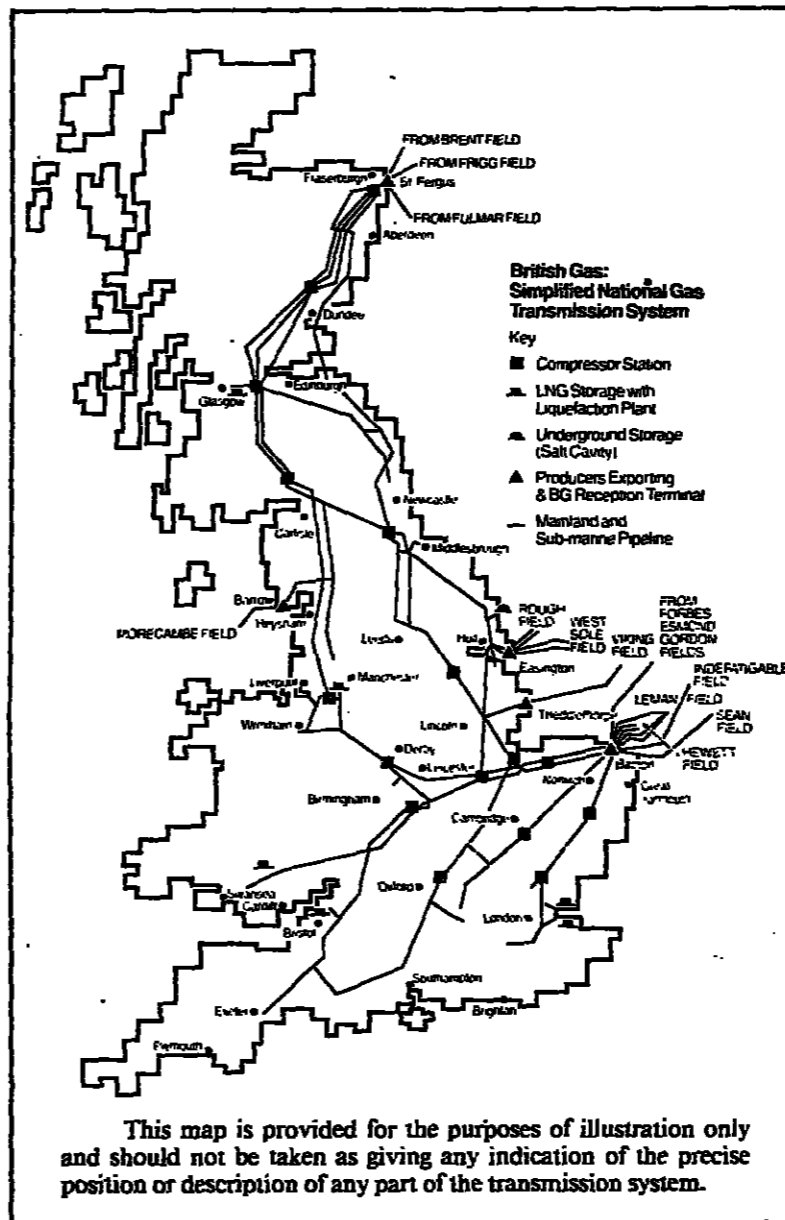 FROM BRENT FIELD
FROM FRIGG FIELD
Fraserburgh
St Fergus
FROM FULMAR FIELD
Aberdeen
British Gas:
Simplified National Gas
Transmission System
Key
Compressor Station
LNG Storage with
Liquefaction Plant
Underground Storage
(Salt Cavity)
Producers Exporting
& BG Reception Terminal
Mainland and
Sub-marine Pipeline
Dundee
Edinburgh
Glasgow
Newcastle
Carlisle
Middlesbrough
Barrow
Heysham
MORECAMBE FIELD
ROUGH
FIELD
WEST
SOLE
FIELD
VIKING
FIELD
FROM
FORBES
ESMOND
GORDON
FIELDS
INDEFATIGABLE
FIELD
LEMAN FIELD
SEAN
FIELD
HEWETT
FIELD
Leeds
Hull
Easington
Liverpool
Manchester
Theddlethorpe
Wrexham
Lincoln
Derby
Leicester
Bacton
Norwich
Great
Yarmouth
Birmingham
Cambridge
Swansea
Cardiff
Oxford
Bristol
London
Southampton
Brighton
Exeter
Plymouth
This map is provided for the purposes of illustration only
and should not be taken as giving any indication of the precise
position or description of any part of the transmission system.